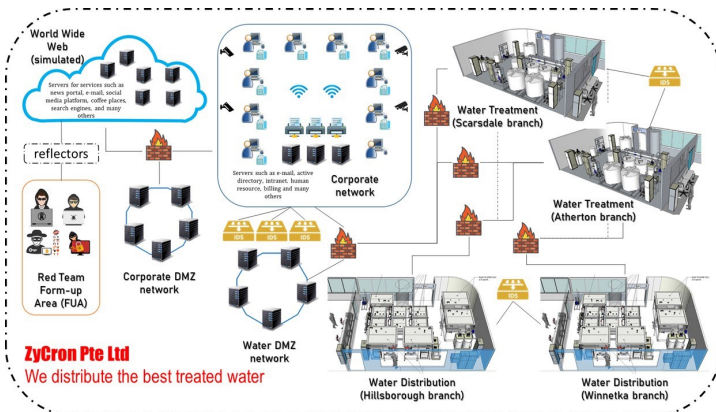 World Wide
Web
(simulated)
Servers for services such as
news portal, e-mail, social
media platform, coffee places,
search engines, and many
others
reflectors
Red Team
Form-up
Area (FUA)
Corporate DMZ
network
Servers such as e-mail, active
directory, intranet, human
resource, billing and many
others
Corporate
network
IDS
IDS
IDS
Water DMZ
network
Water Treatment
(Scarsdale branch)
IDS
Water Treatment
(Atherton branch)
IDS
Water Distribution
(Hillsborough branch)
Water Distribution
(Winnetka branch)
ZyCron Pte Ltd
We distribute the best treated water